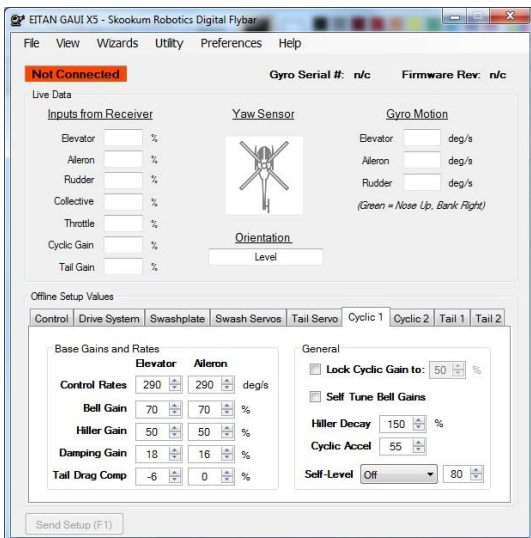 EITAN GAUI X5 - Skookum Robotics Digital Flybar
File View Wizards Utility Preferences Help
Not Connected Gyro Serial #: n/c Firmware Rev: n/c
Live Data
Inputs from Receiver Yaw Sensor Gyro Motion
Elevator % Elevator deg/s
Aileron % Aileron deg/s
Rudder % Rudder deg/s
Collective % (Green = Nose Up, Bank Right)
Throttle %
Cyclic Gain % Orientation
Tail Gain % Level
Offline Setup Values
Control Drive System Swashplate Swash Servos Tail Servo Cyclic 1 Cyclic 2 Tail 1 Tail 2
Base Gains and Rates General
Elevator Aileron Lock Cyclic Gain to: 50 %
Control Rates 290 290 deg/s Self Tune Bell Gains
Bell Gain 70 70 % Hiller Decay 150 %
Hiller Gain 50 50 % Cyclic Accel 55
Damping Gain 18 16 %
Tail Drag Comp -6 0 % Self-Level Off 80
Send Setup (F1)